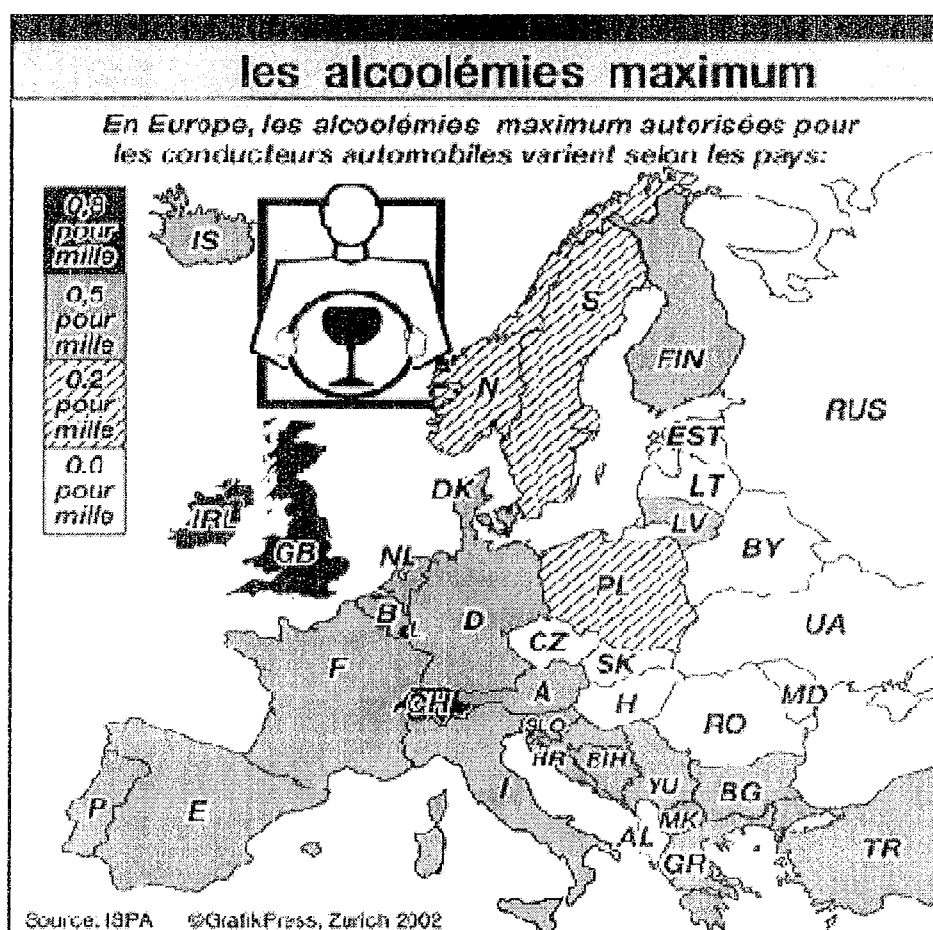 les alcoolémies maximum
En Europe, les alcoolémies maximum autorisées pour
les conducteurs automobiles varient selon les pays:
pour
mille
0,5
pour
mille
0.2
pour
mille
0.0
pour
mille
IS
S
N
FIN
RUS
EST
LT
LV
DK
BY
IRL
GB
NL
PL
B
L
D
UA
CZ
SK
F
A
CH
H
MD
RO
SLO
HR
BIH
I
YU
BG
P
E
MK
AL
GR
TR
Source. ISPA ©GrafikPress, Zurich 2002